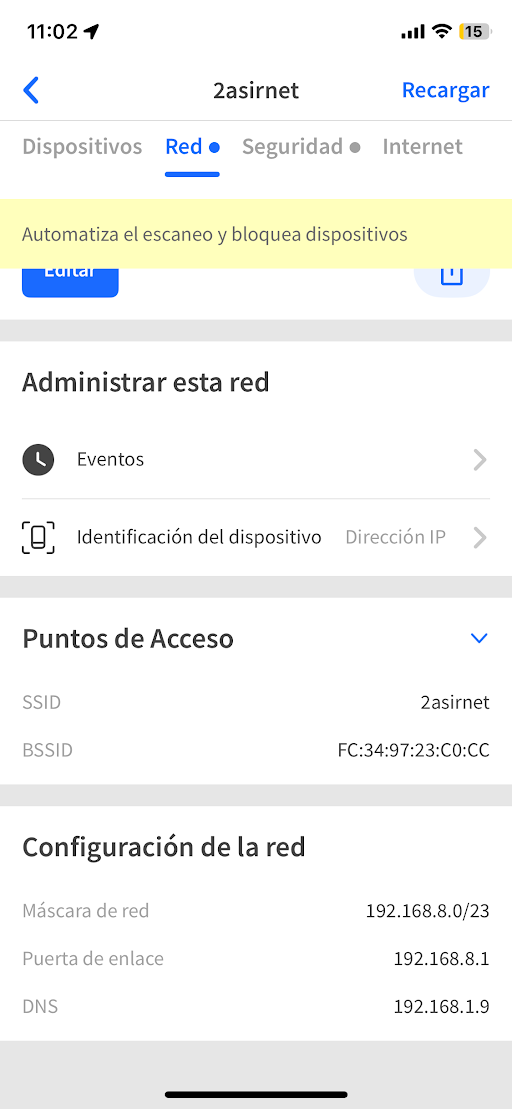 11:02
15
2asirnet
Recargar
Dispositivos Red Seguridad Internet
Automatiza el escaneo y bloquea dispositivos
Editar
Administrar esta red
Eventos
Identificación del dispositivo Dirección IP
Puntos de Acceso
SSID 2asirnet
BSSID FC:34:97:23:C0:CC
Configuración de la red
Máscara de red 192.168.8.0/23
Puerta de enlace 192.168.8.1
DNS 192.168.1.9